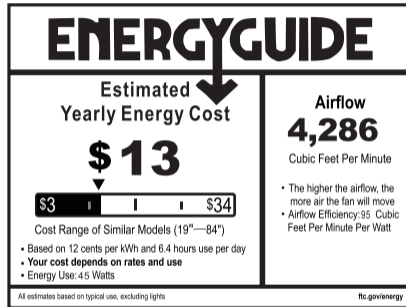 ENERGYGUIDE
Estimated
Yearly Energy Cost
$ 13
$3 $34
Cost Range of Similar Models (19"—84")
• Based on 12 cents per kWh and 6.4 hours use per day
• Your cost depends on rates and use
• Energy Use: 45 Watts
Airflow
4,286
Cubic Feet Per Minute
• The higher the airflow, the
more air the fan will move
• Airflow Efficiency: 95 Cubic
Feet Per Minute Per Watt
All estimates based on typical use, excluding lights
ftc.gov/energy